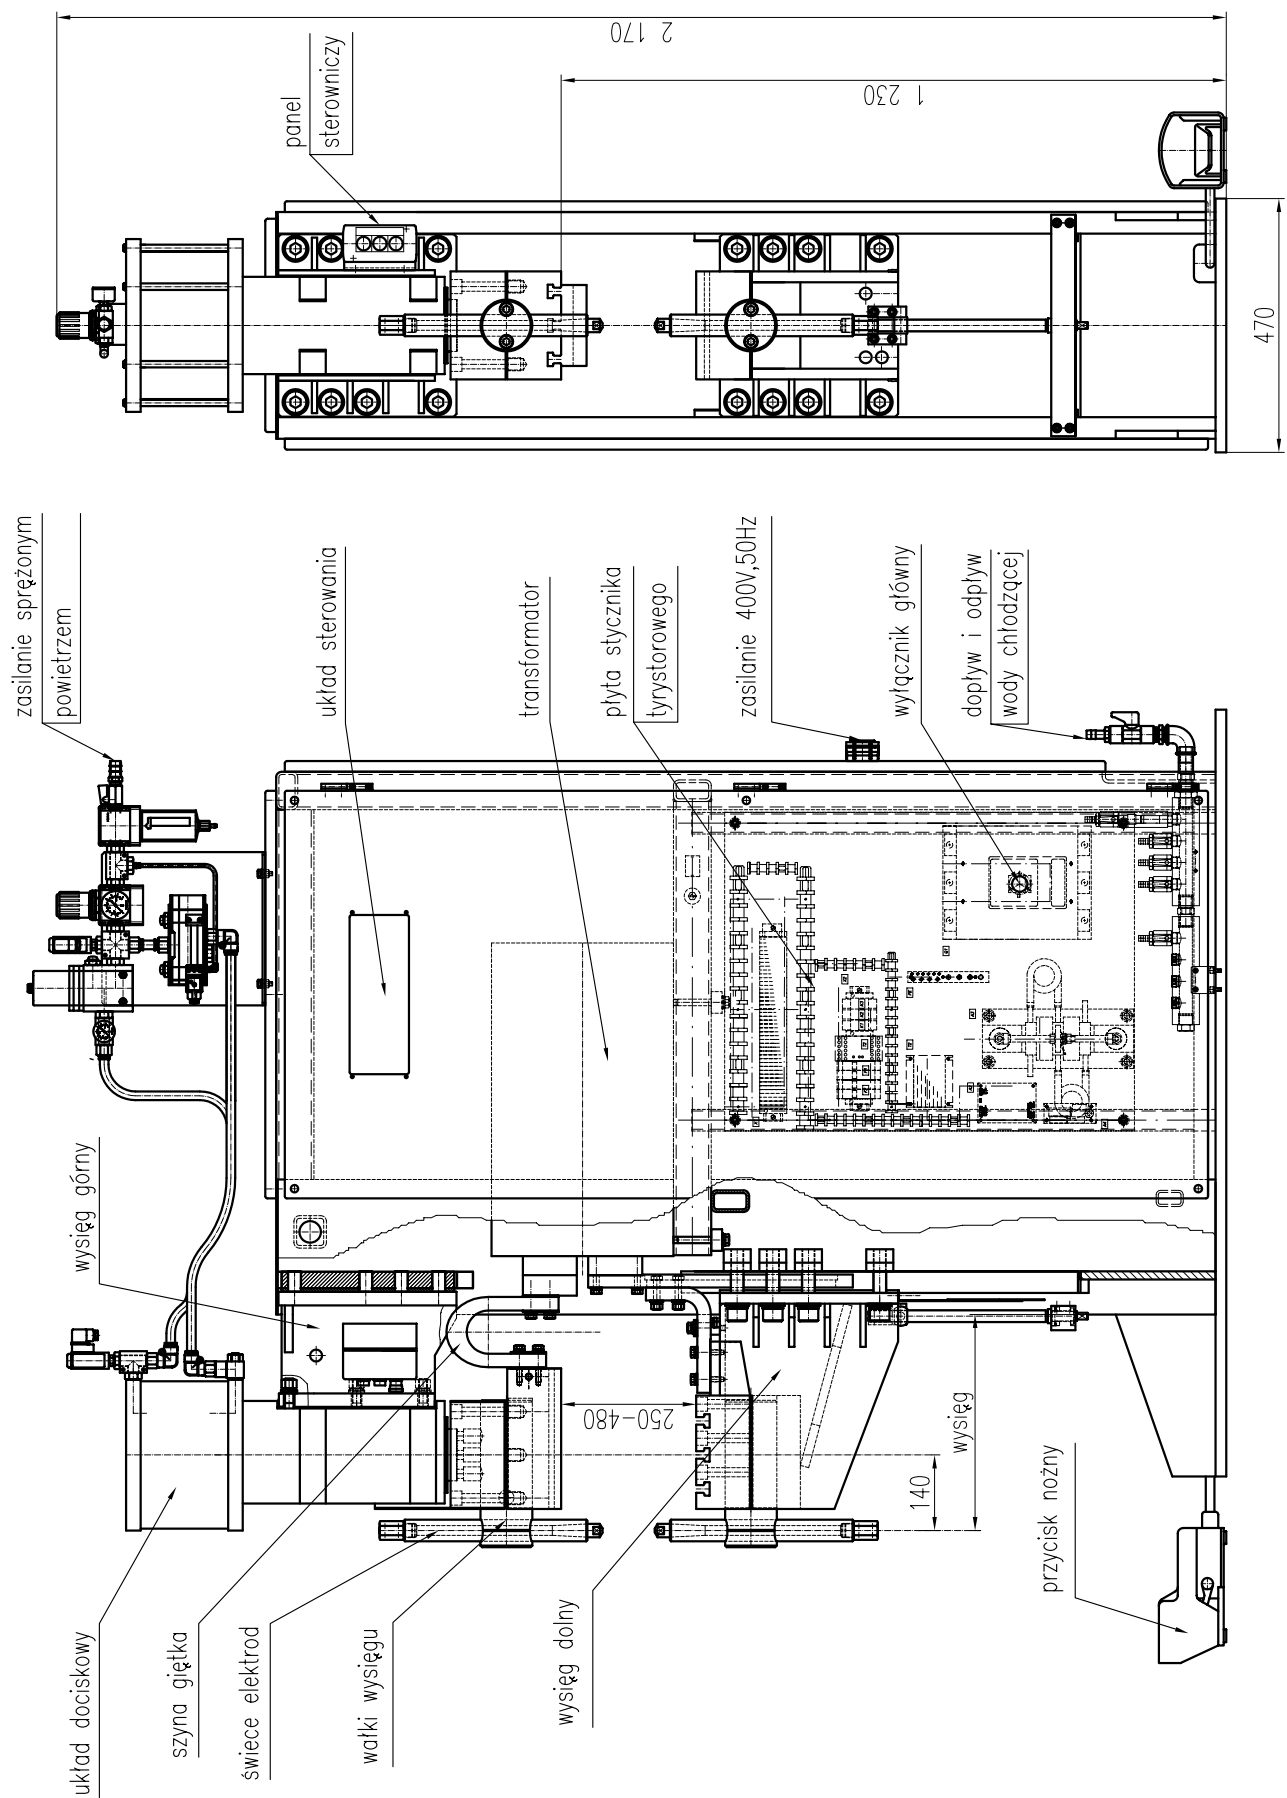 2 170
1 230
panel
sterowniczy
470
zasilanie sprężonym
powietrzem
układ sterowania
transformator
płyta stycznika
tyrystorowego
zasilanie 400V,50Hz
wyłącznik główny
dopływ i odpływ
wody chłodzącej
wysięg górny
250-480
140
wysięg
układ dociskowy
szyna giętka
świece elektrod
wałki wysięgu
wysięg dolny
przycisk nożny